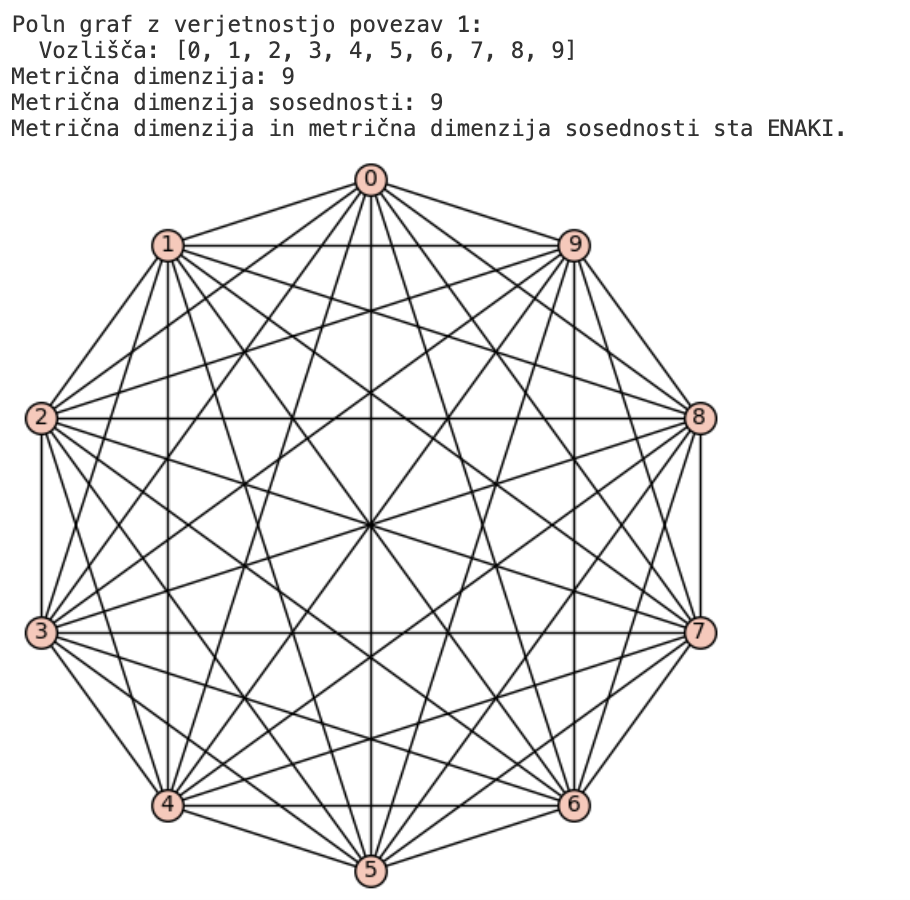 Poln graf z verjetnostjo povezav 1:
  Vozlišča: [0, 1, 2, 3, 4, 5, 6, 7, 8, 9]
Metrična dimenzija: 9
Metrična dimenzija sosednosti: 9
Metrična dimenzija in metrična dimenzija sosednosti sta ENAKI.
0
1
9
2
8
3
7
4
6
5